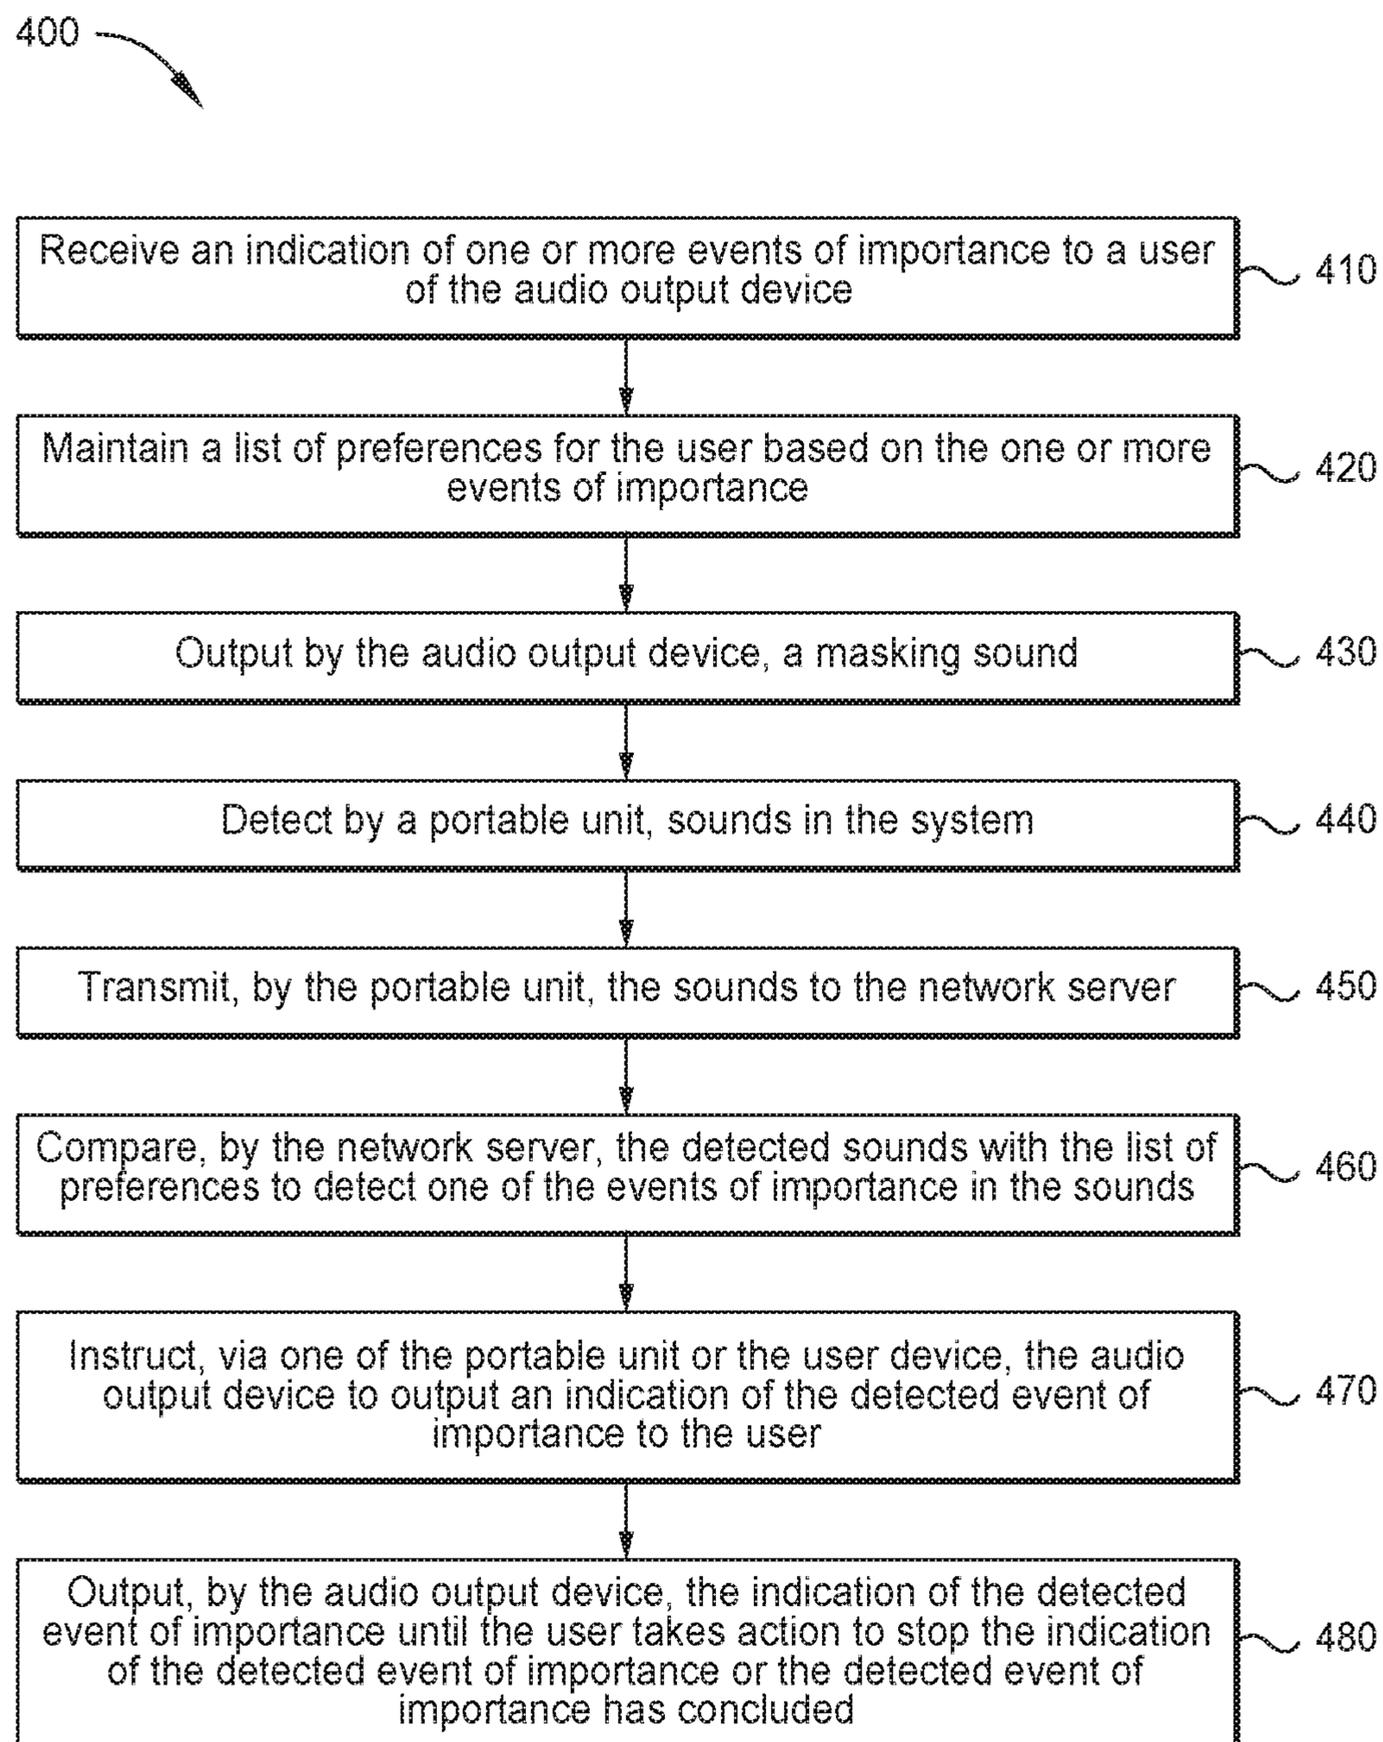 400
Receive an indication of one or more events of importance to a user
of the audio output device
410
Maintain a list of preferences for the user based on the one or more
events of importance
420
Output by the audio output device, a masking sound
430
Detect by a portable unit, sounds in the system
440
Transmit, by the portable unit, the sounds to the network server
450
Compare, by the network server, the detected sounds with the list of
preferences to detect one of the events of importance in the sounds
460
Instruct, via one of the portable unit or the user device, the audio
output device to output an indication of the detected event of
importance to the user
470
Output, by the audio output device, the indication of the detected
event of importance until the user takes action to stop the indication
of the detected event of importance or the detected event of
importance has concluded
480